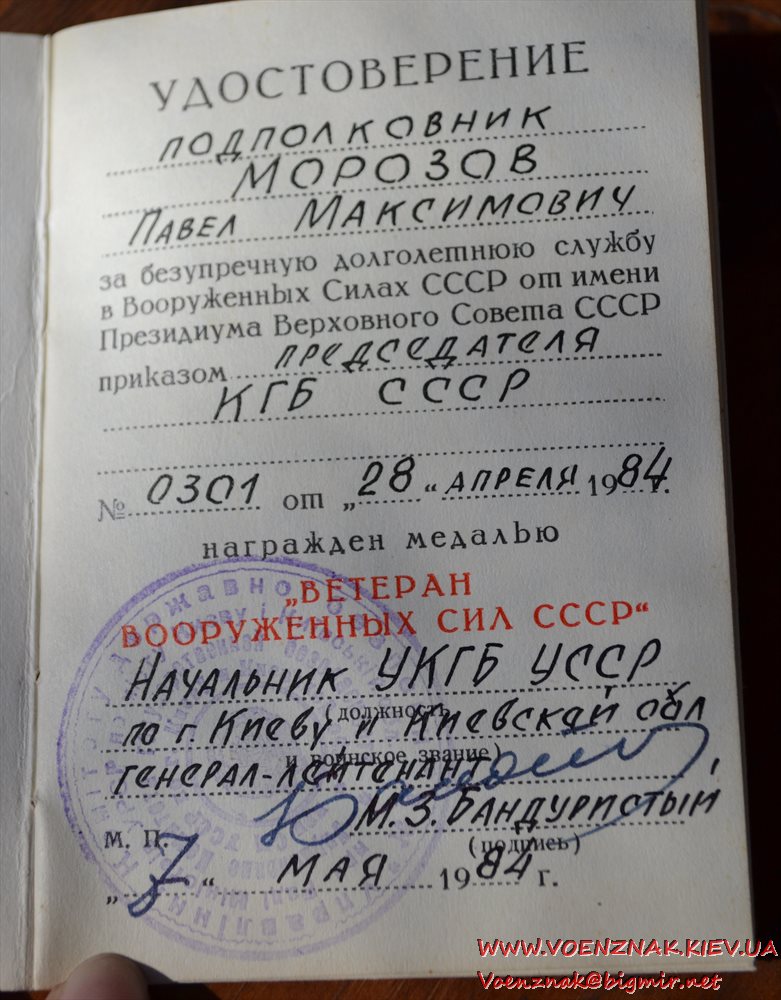 УДОСТОВЕРЕНИЕ
ПОДПОЛКОВНИК
МОРОЗОВ
ПАВЕЛ МАКСИМОВИЧ
за безупречную долголетнюю службу
в Вооруженных Силах СССР от имени
Президиума Верховного Совета СССР
приказом ПРЕДСЕДАТЕЛЯ
КГБ СССР
№ 0301 от „28“ АПРЕЛЯ 1984 г.
награжден медалью
„ВЕТЕРАН
ВООРУЖЕННЫХ СИЛ СССР“
НАЧАЛЬНИК УКГБ УССР
(должность
ПО Г. КИЕВУ И КИЕВСКОЙ ОБЛ
и воинское звание)
ГЕНЕРАЛ-ЛЕЙТЕНАНТ
М.З. БАНДУРИСТЫЙ
м. п.
(подпись)
„7“ МАЯ 1984 г.
WWW.VOENZNAK.KIEV.UA
Voenznak@bigmir.net